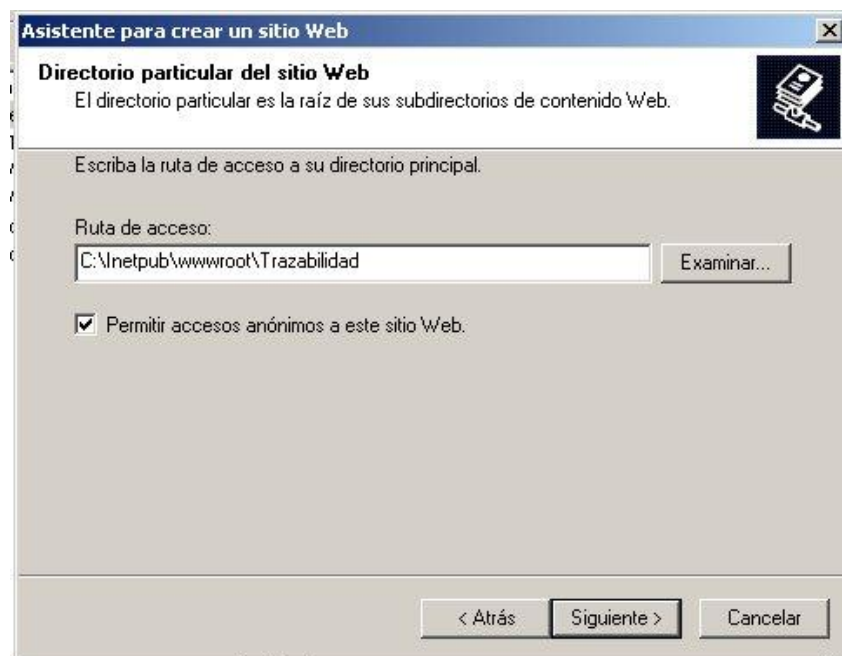 Asistente para crear un sitio Web
Directorio particular del sitio Web
El directorio particular es la raíz de sus subdirectorios de contenido Web.
Escriba la ruta de acceso a su directorio principal.
Ruta de acceso:
C:\Inetpub\wwwroot\Trazabilidad
Examinar...
Permitir accesos anónimos a este sitio Web.
< Atrás
Siguiente >
Cancelar